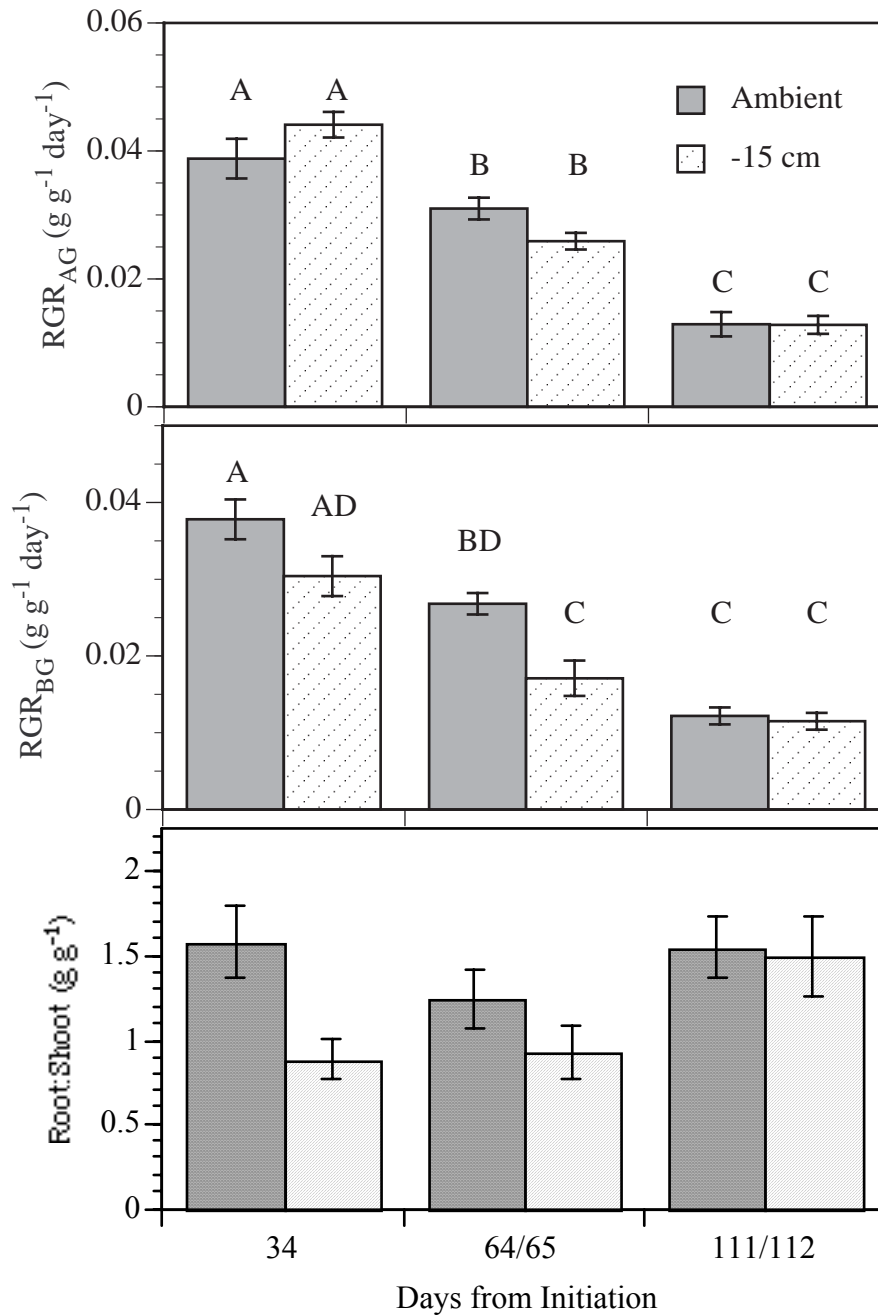 0.06
A A
Ambient
-15 cm
0.04
B B
0.02
C C
0
RGR_AG (g g⁻¹ day⁻¹)
A
0.04
AD
BD
C C C
0.02
0
RGR_BG (g g⁻¹ day⁻¹)
2
1.5
1
0.5
0
Root:Shoot (g g⁻¹)
34 64/65 111/112
Days from Initiation